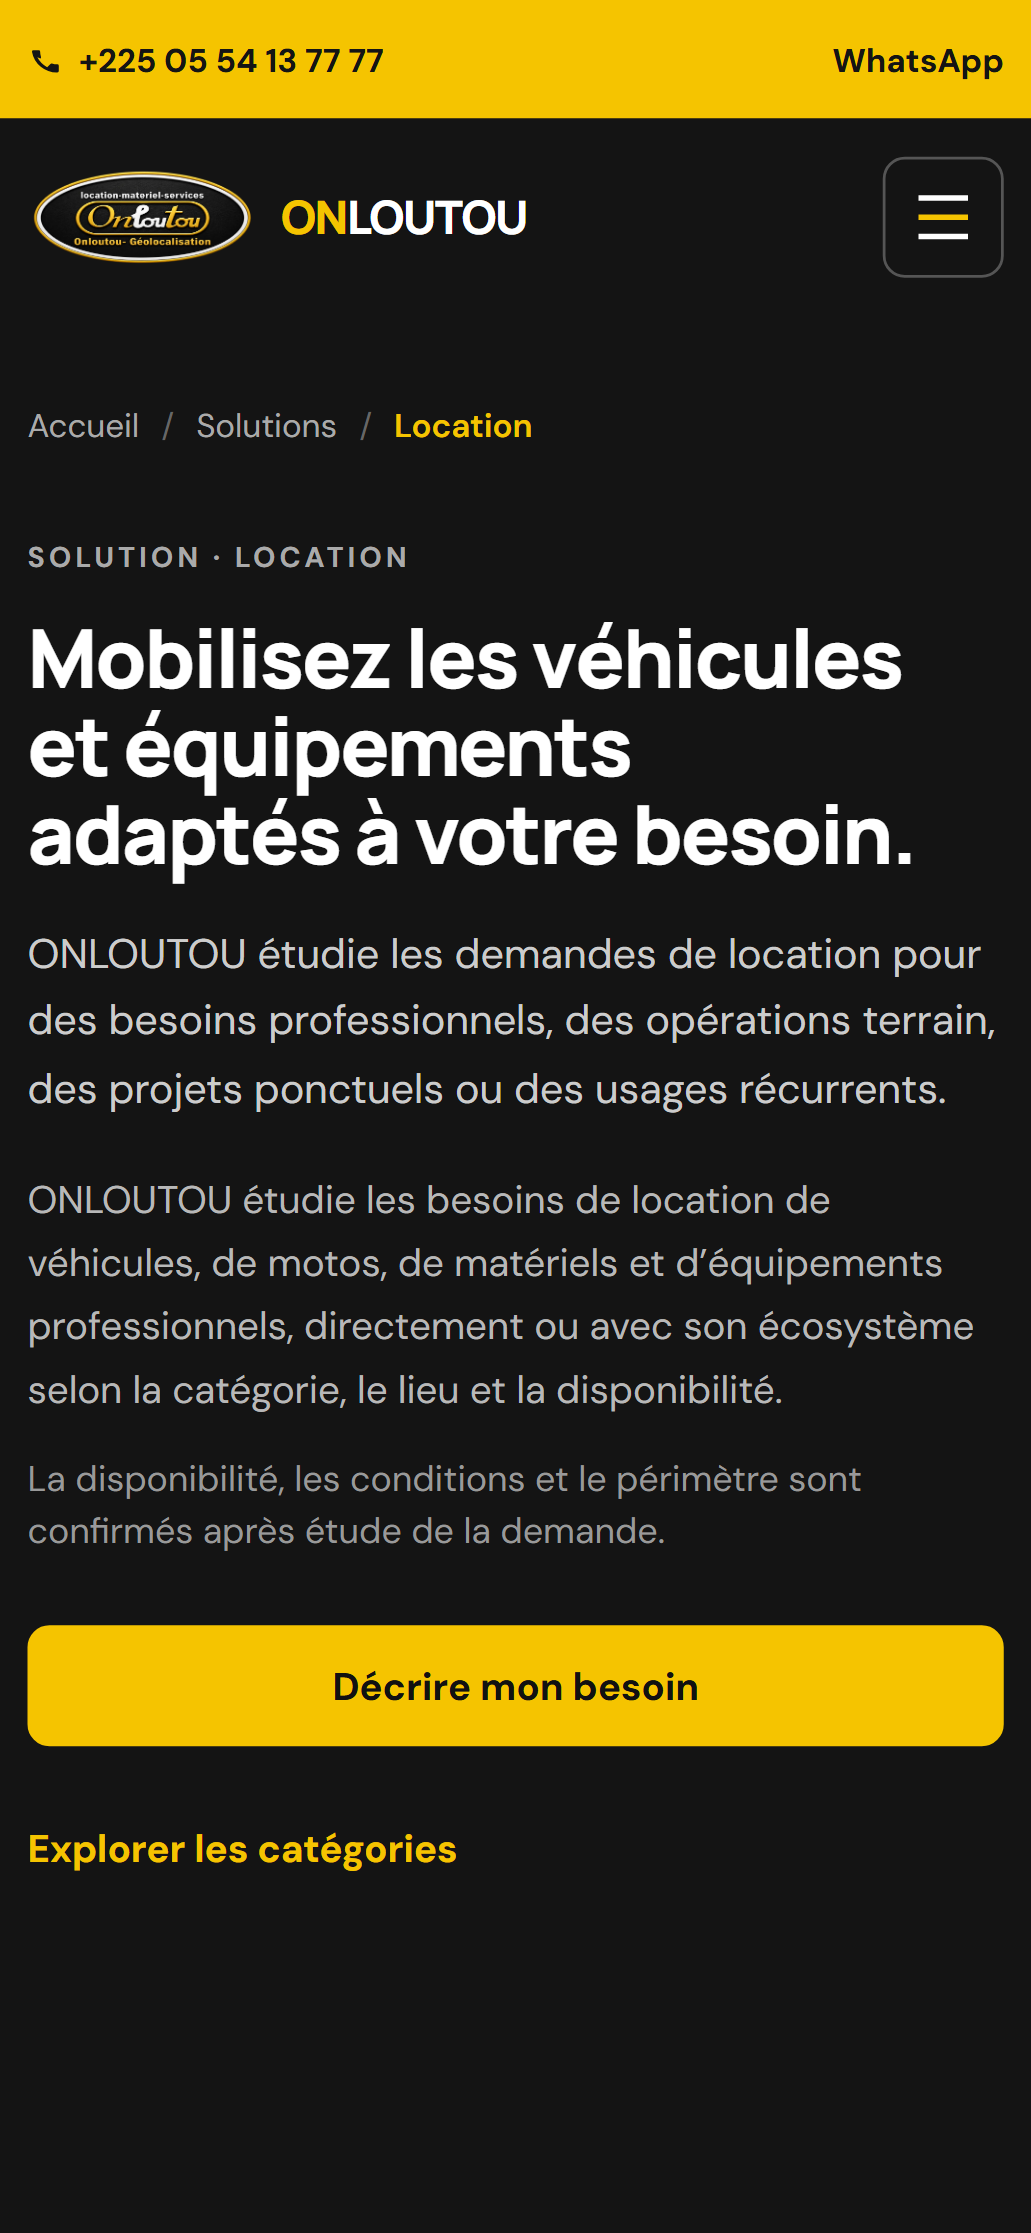 +225 05 54 13 77 77
WhatsApp
location-materiel-services
Onloutou
Onloutou- Géolocalisation
ONLOUTOU
Accueil / Solutions / Location
SOLUTION · LOCATION
Mobilisez les véhicules
et équipements
adaptés à votre besoin.
ONLOUTOU étudie les demandes de location pour
des besoins professionnels, des opérations terrain,
des projets ponctuels ou des usages récurrents.
ONLOUTOU étudie les besoins de location de
véhicules, de motos, de matériels et d’équipements
professionnels, directement ou avec son écosystème
selon la catégorie, le lieu et la disponibilité.
La disponibilité, les conditions et le périmètre sont
confirmés après étude de la demande.
Décrire mon besoin
Explorer les catégories